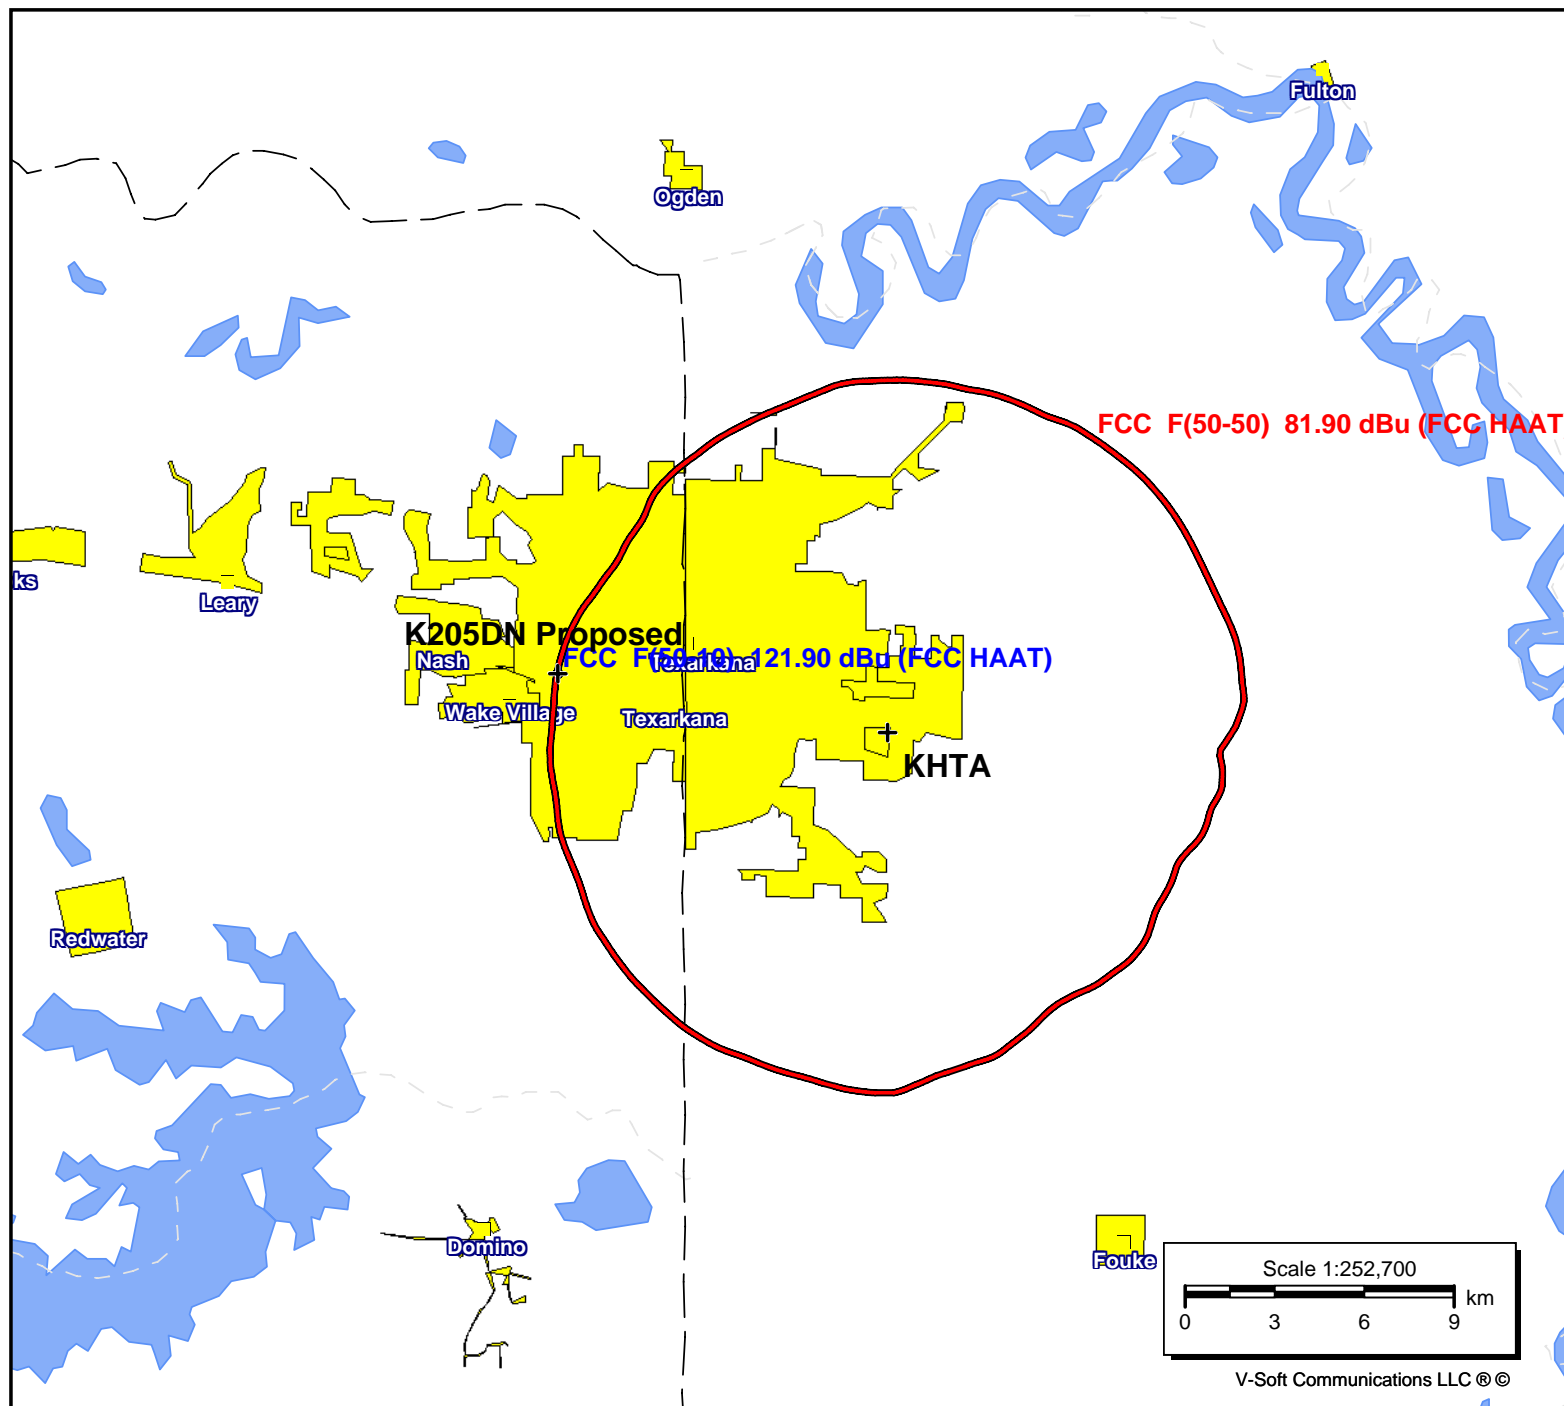 Fulton
Ogden
FCC F(50-50) 81.90 dBu (FCC HAAT
ks
Leary
K205DN Proposed
Nash
FCC F(50-10) 121.90 dBu (FCC HAAT)
Texarkana
Wake Village
Texarkana
KHTA
Redwater
Domino
Fouke
Scale 1:252,700
km
0 3 6 9
V-Soft Communications LLC ® ©